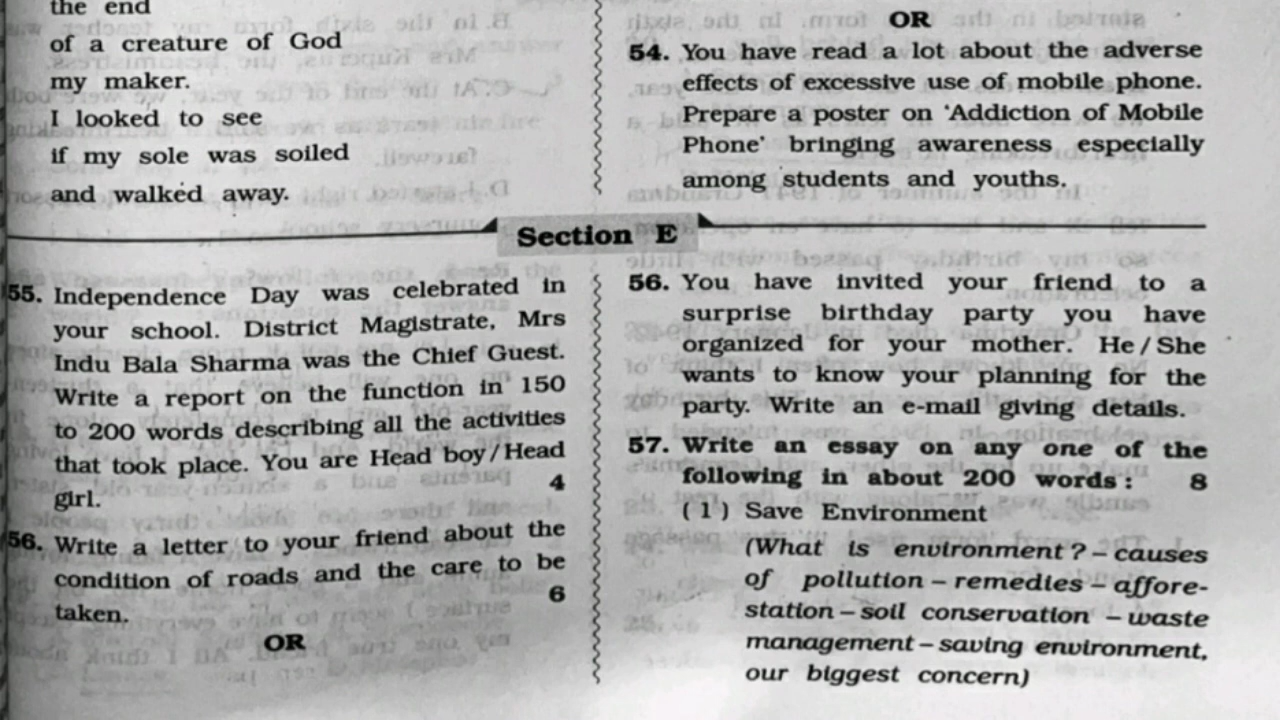 the end
of a creature of God
my maker.
I looked to see
if my sole was soiled
and walked away.
OR
54. You have read a lot about the adverse
effects of excessive use of mobile phone.
Prepare a poster on ‘Addiction of Mobile
Phone’ bringing awareness especially
among students and youths.
Section E
55. Independence Day was celebrated in
your school. District Magistrate, Mrs
Indu Bala Sharma was the Chief Guest.
Write a report on the function in 150
to 200 words describing all the activities
that took place. You are Head boy/Head
girl. 4
56. Write a letter to your friend about the
condition of roads and the care to be
taken. 6
OR
56. You have invited your friend to a
surprise birthday party you have
organized for your mother. He/She
wants to know your planning for the
party. Write an e-mail giving details.
57. Write an essay on any one of the
following in about 200 words : 8
(1) Save Environment
(What is environment ? – causes
of pollution – remedies – affore-
station – soil conservation – waste
management – saving environment,
our biggest concern)